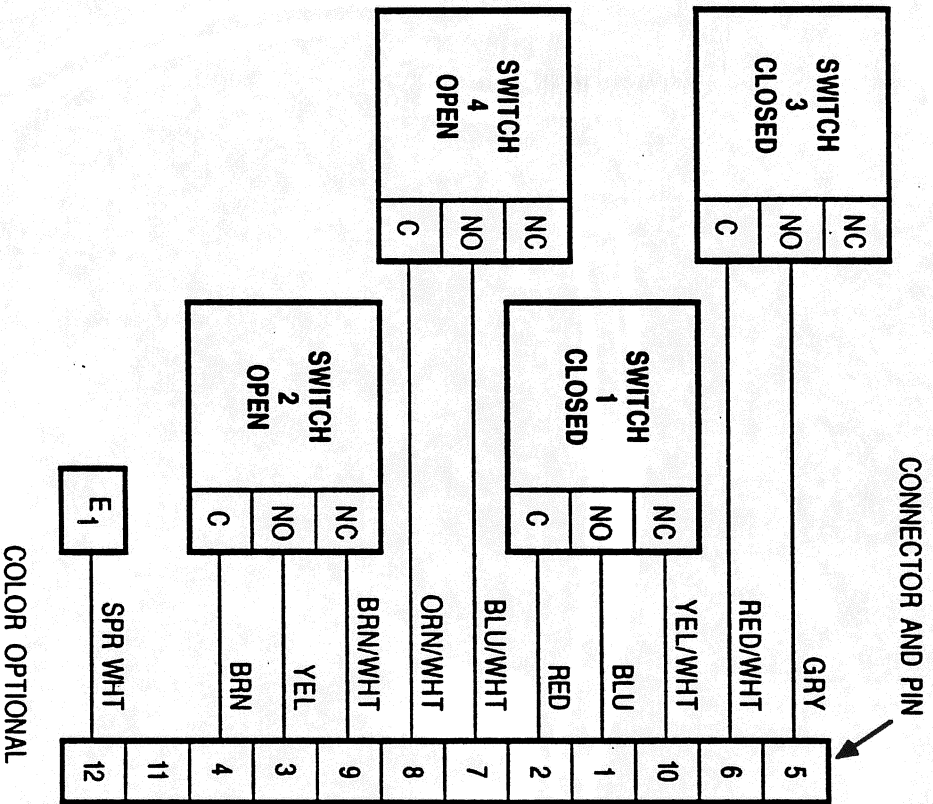 CONNECTOR AND PIN
SWITCH
3
CLOSED
NC
NO
C
GRY
5
RED/WHT
6
SWITCH
1
CLOSED
NC
NO
C
YEL/WHT
10
BLU
1
RED
2
SWITCH
4
OPEN
NC
NO
C
BLU/WHT
7
ORN/WHT
8
SWITCH
2
OPEN
NC
NO
C
BRN/WHT
9
YEL
3
BRN
4
11
E1
SPR WHT
12
COLOR OPTIONAL